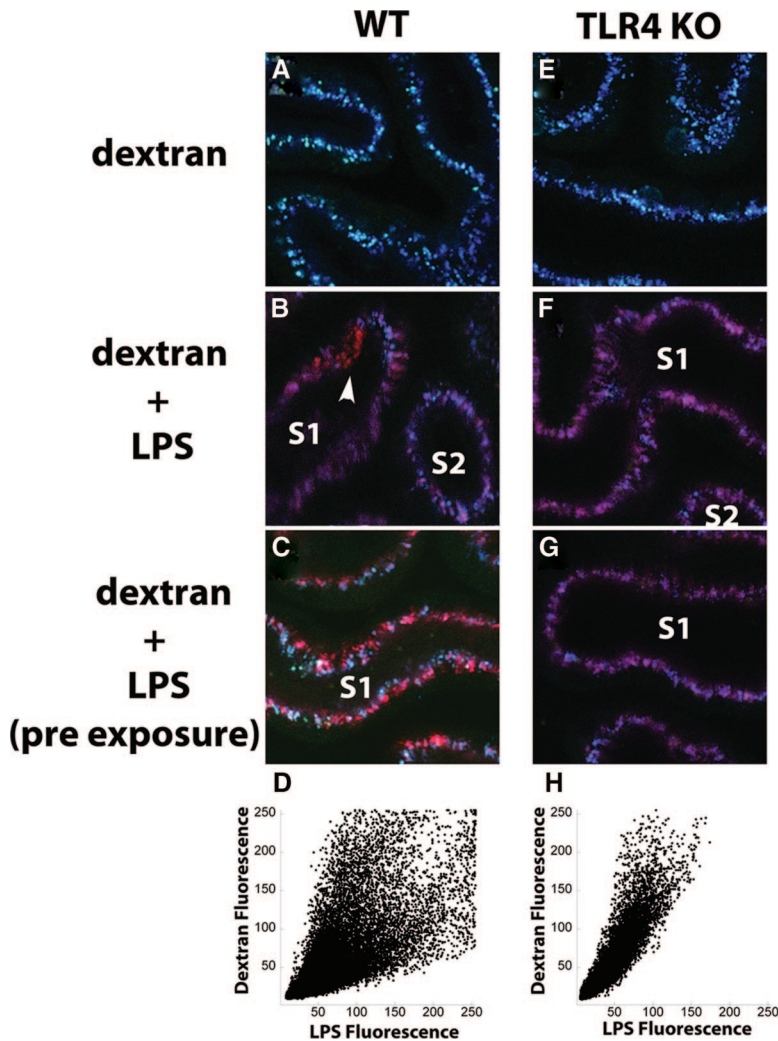 WT
TLR4 KO
dextran
A
E
dextran
+
LPS
B
S1
S2
F
S1
S2
dextran
+
LPS
(pre exposure)
C
S1
G
S1
D
Dextran Fluorescence
250
200
150
100
50
50 100 150 200 250
LPS Fluorescence
H
Dextran Fluorescence
250
200
150
100
50
50 100 150 200 250
LPS Fluorescence